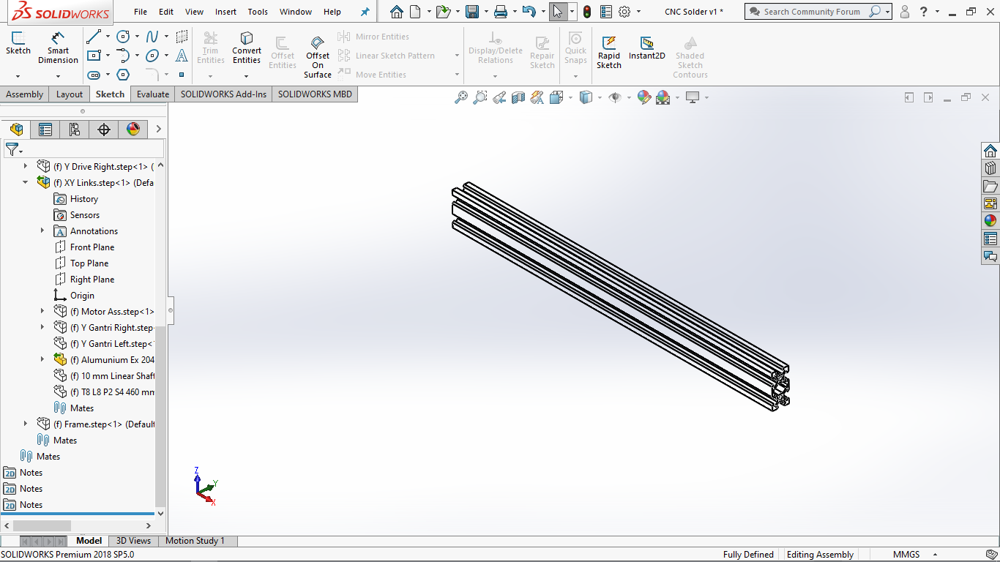 SOLIDWORKS
File Edit View Insert Tools Window Help
CNC Solder v1 *
Search Community Forum
?
Sketch
Smart Dimension
Trim Entities
Convert Entities
Offset Entities
Offset On Surface
Mirror Entities
Linear Sketch Pattern
Move Entities
Display/Delete Relations
Repair Sketch
Quick Snaps
Rapid Sketch
Instant2D
Shaded Sketch Contours
Assembly Layout Sketch Evaluate SOLIDWORKS Add-Ins SOLIDWORKS MBD
(f) Y Drive Right.step<1> (
(f) XY Links.step<1> (Defa
History
Sensors
Annotations
Front Plane
Top Plane
Right Plane
Origin
(f) Motor Ass.step<1>
(f) Y Gantri Right.step
(f) Y Gantri Left.step<
(f) Alumunium Ex 204
(f) 10 mm Linear Shaf
(f) T8 L8 P2 S4 460 mm
Mates
(f) Frame.step<1> (Default
Mates
Mates
2D Notes
2D Notes
2D Notes
Z
Y
X
Model 3D Views Motion Study 1
SOLIDWORKS Premium 2018 SP5.0
Fully Defined Editing Assembly MMGS